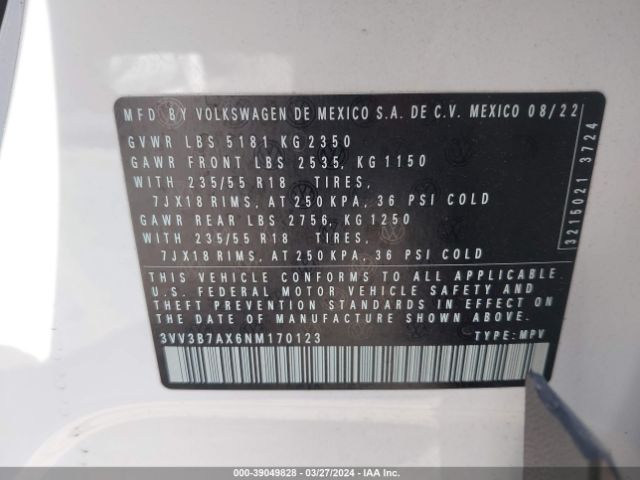 MFD BY VOLKSWAGEN DE MEXICO S.A. DE C.V. MEXICO 08/22
GVWR LBS 5181 KG 2350
GAWR FRONT LBS 2535, KG 1150
WITH 235/55 R18 TIRES,
7JX18 RIMS, AT 250 KPA, 36 PSI COLD
GAWR REAR LBS 2756, KG 1250
WITH 235/55 R18 TIRES,
7JX18 RIMS, AT 250 KPA, 36 PSI COLD
THIS VEHICLE CONFORMS TO ALL APPLICABLE.
U.S. FEDERAL MOTOR VEHICLE SAFETY AND
THEFT PREVENTION STANDARDS IN EFFECT ON
THE DATE OF MANUFACTURE SHOWN ABOVE.
3VV3B7AX6NM170123 TYPE: MPV
3215021 3724
000-39049828 - 03/27/2024 - IAA Inc.